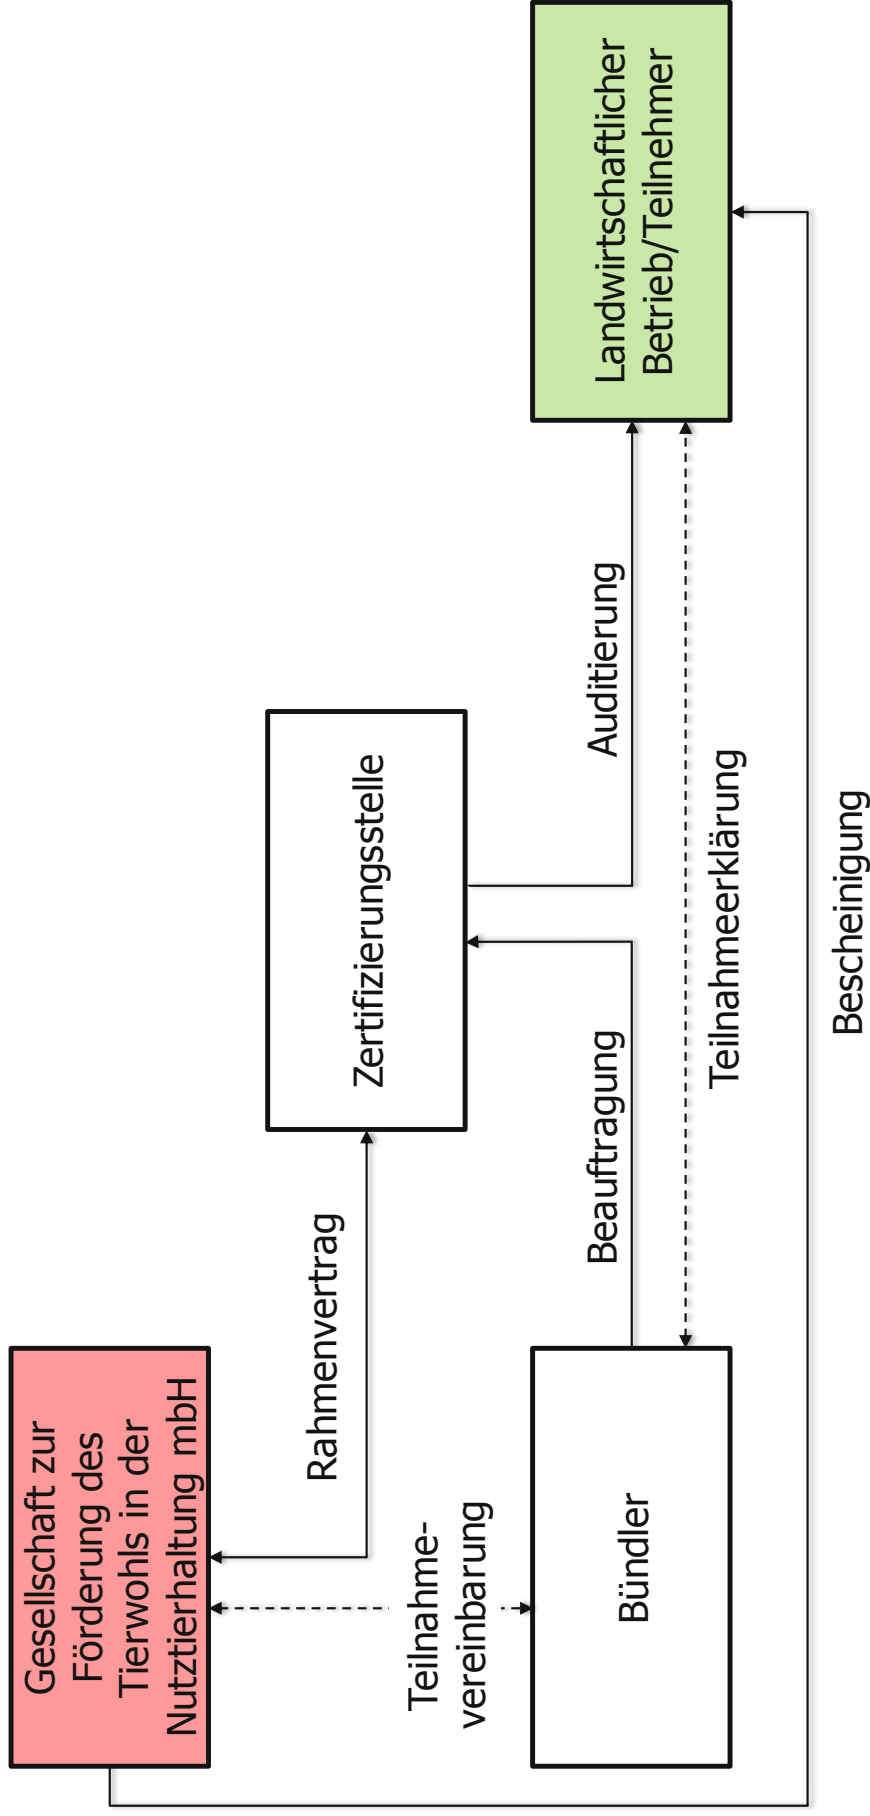 Gesellschaft zur
Förderung des
Tierwohls in der
Nutztierhaltung mbH
Rahmenvertrag
Zertifizierungsstelle
Teilnahme-
vereinbarung
Bündler
Beauftragung
Auditierung
Landwirtschaftlicher
Betrieb/Teilnehmer
Teilnahmeerklärung
Bescheinigung